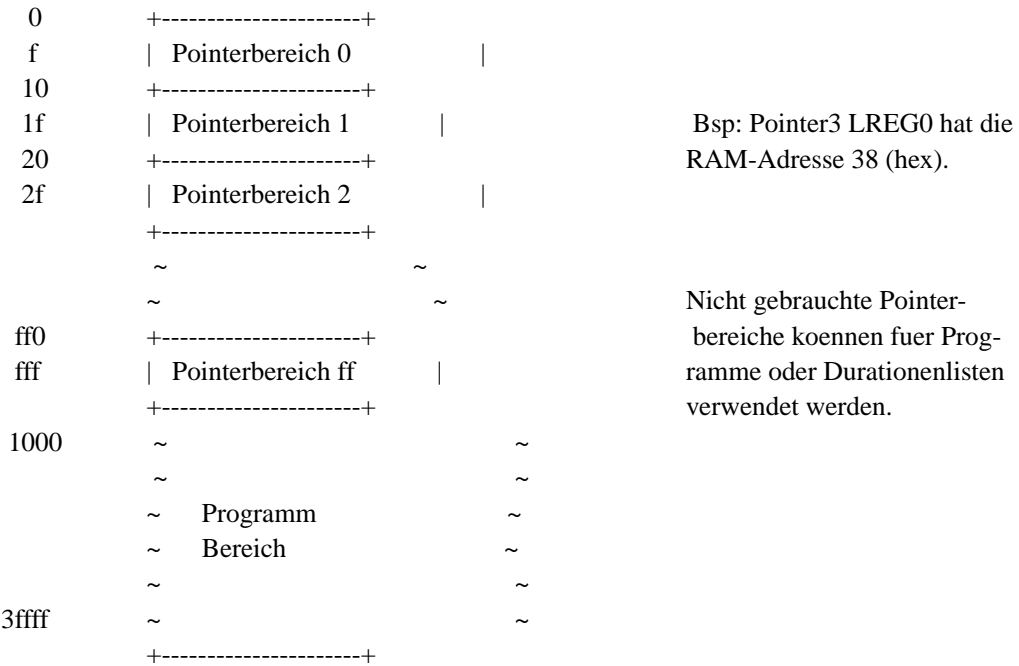 0 +----------------------+
f | Pointerbereich 0 |
10 +----------------------+
1f | Pointerbereich 1 | Bsp: Pointer3 LREG0 hat die
20 +----------------------+ RAM-Adresse 38 (hex).
2f | Pointerbereich 2 |
+----------------------+
~ ~
~ ~ Nicht gebrauchte Pointer-
ff0 +----------------------+ bereiche koennen fuer Prog-
fff | Pointerbereich ff | ramme oder Durationenlisten
+----------------------+ verwendet werden.
1000 ~ ~
~ ~
~ Programm ~
~ Bereich ~
~ ~
3ffff ~ ~
+----------------------+